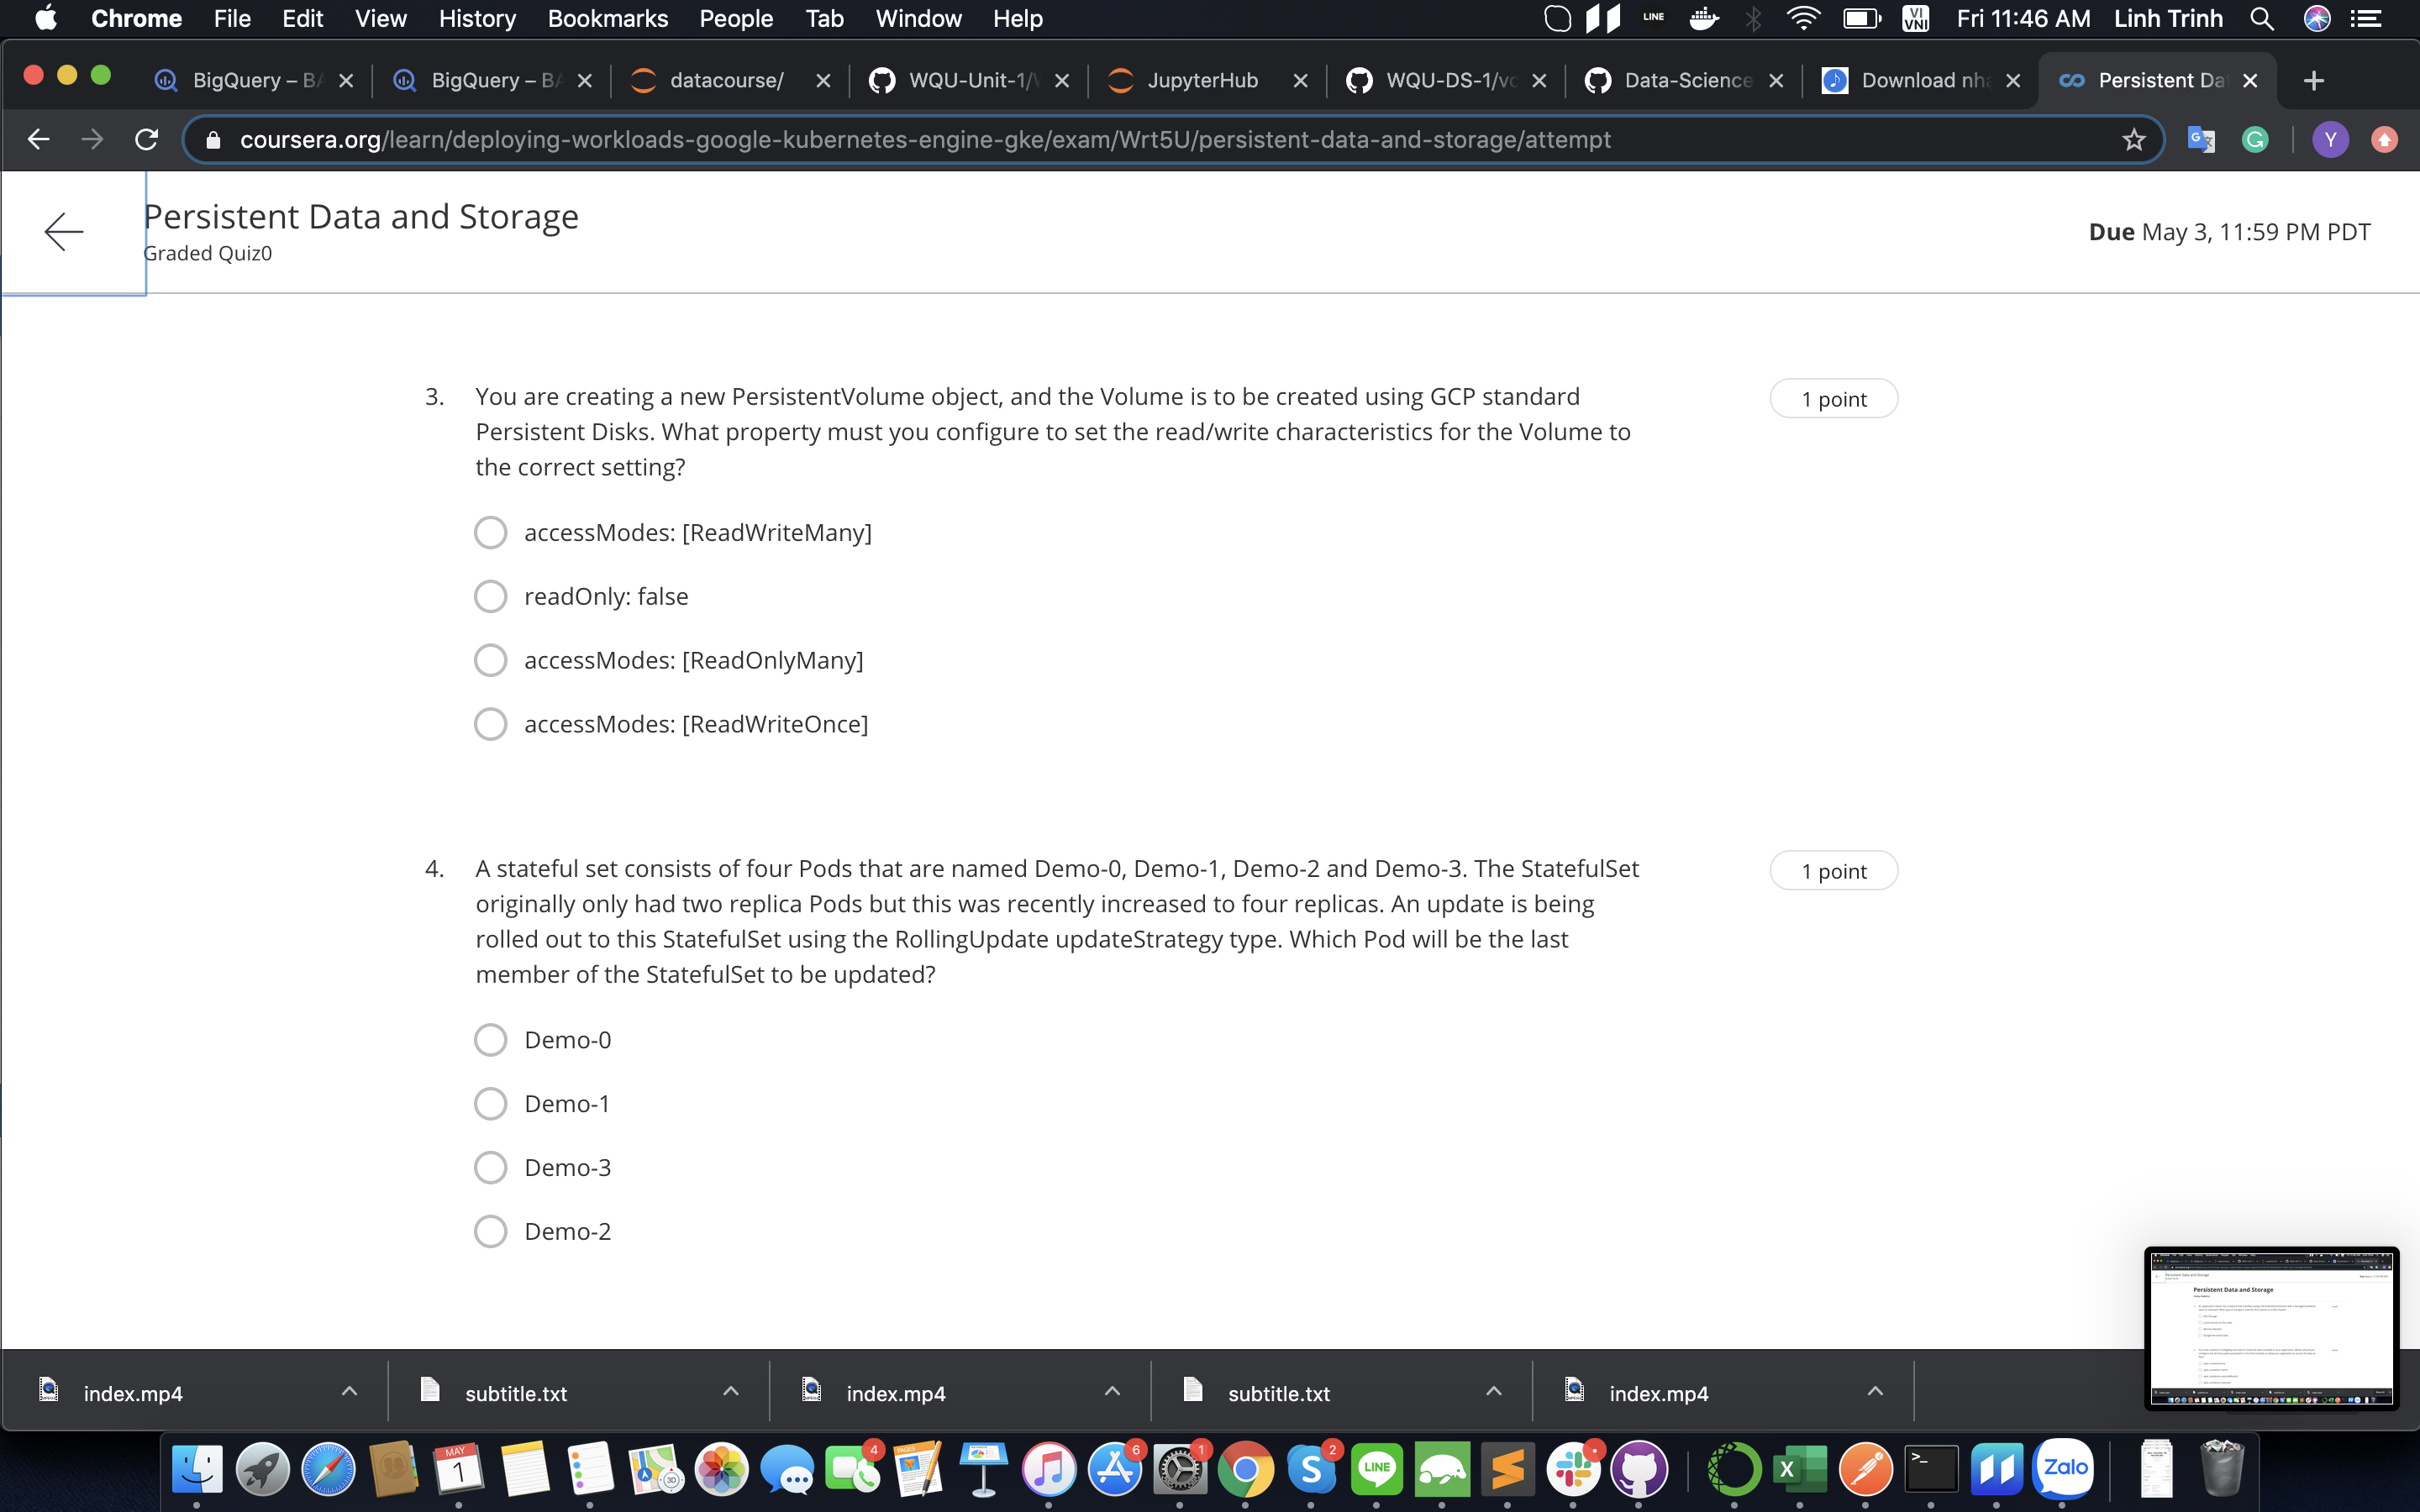 Chrome File Edit View History Bookmarks People Tab Window Help LINE VI VNI Fri 11:46 AM Linh Trinh
BigQuery – BA BigQuery – BA datacourse/ WQU-Unit-1/ JupyterHub WQU-DS-1/vo Data-Science Download nhạ Persistent Da
coursera.org/learn/deploying-workloads-google-kubernetes-engine-gke/exam/Wrt5U/persistent-data-and-storage/attempt Y
Persistent Data and Storage
Graded Quiz0
Due May 3, 11:59 PM PDT
3. You are creating a new PersistentVolume object, and the Volume is to be created using GCP standard 1 point
Persistent Disks. What property must you configure to set the read/write characteristics for the Volume to
the correct setting?
accessModes: [ReadWriteMany]
readOnly: false
accessModes: [ReadOnlyMany]
accessModes: [ReadWriteOnce]
4. A stateful set consists of four Pods that are named Demo-0, Demo-1, Demo-2 and Demo-3. The StatefulSet 1 point
originally only had two replica Pods but this was recently increased to four replicas. An update is being
rolled out to this StatefulSet using the RollingUpdate updateStrategy type. Which Pod will be the last
member of the StatefulSet to be updated?
Demo-0
Demo-1
Demo-3
Demo-2
Persistent Data and Storage
index.mp4 subtitle.txt index.mp4 subtitle.txt index.mp4
MAY 1 3D 4 PAGES 6 1 S 2 LINE X >_ Zalo